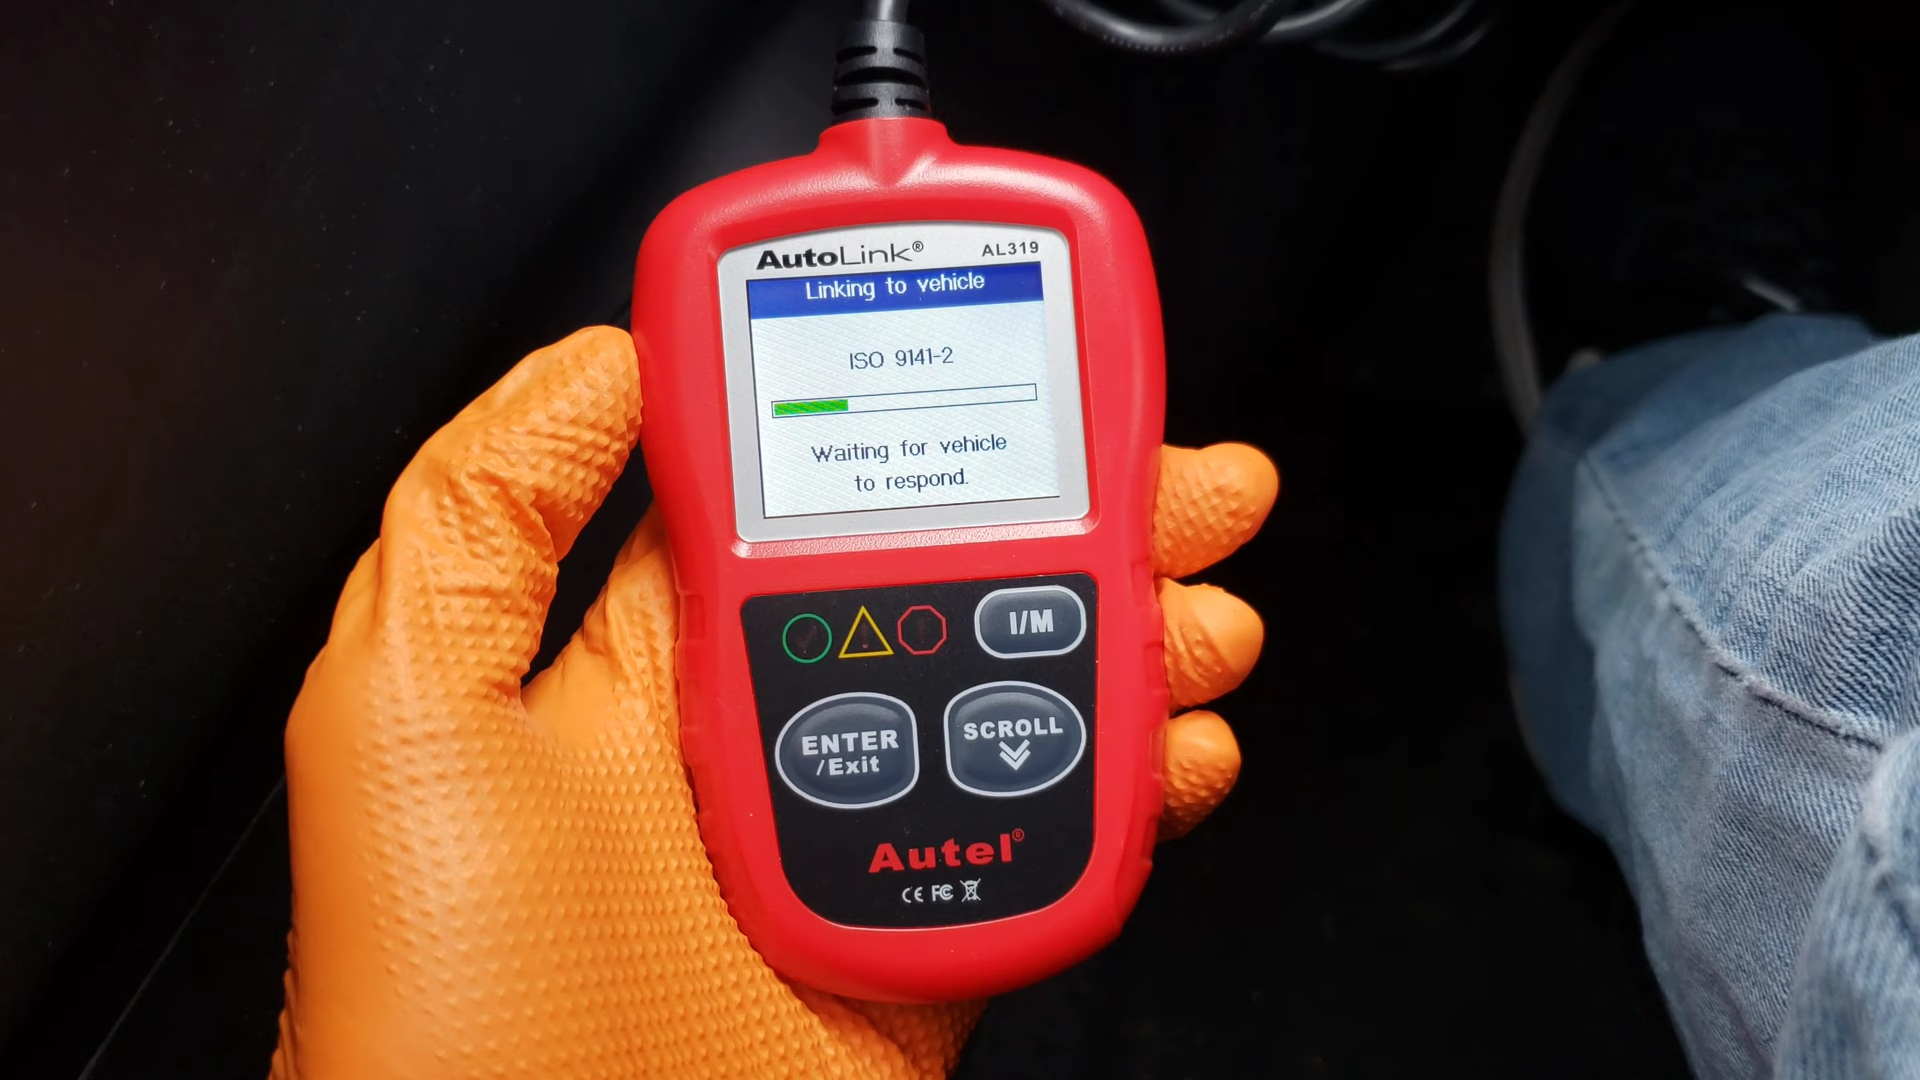 AutoLink® AL319
Linking to vehicle
ISO 9141-2
Waiting for vehicle
to respond.
I/M
ENTER
/Exit
SCROLL
Autel®
CE FC